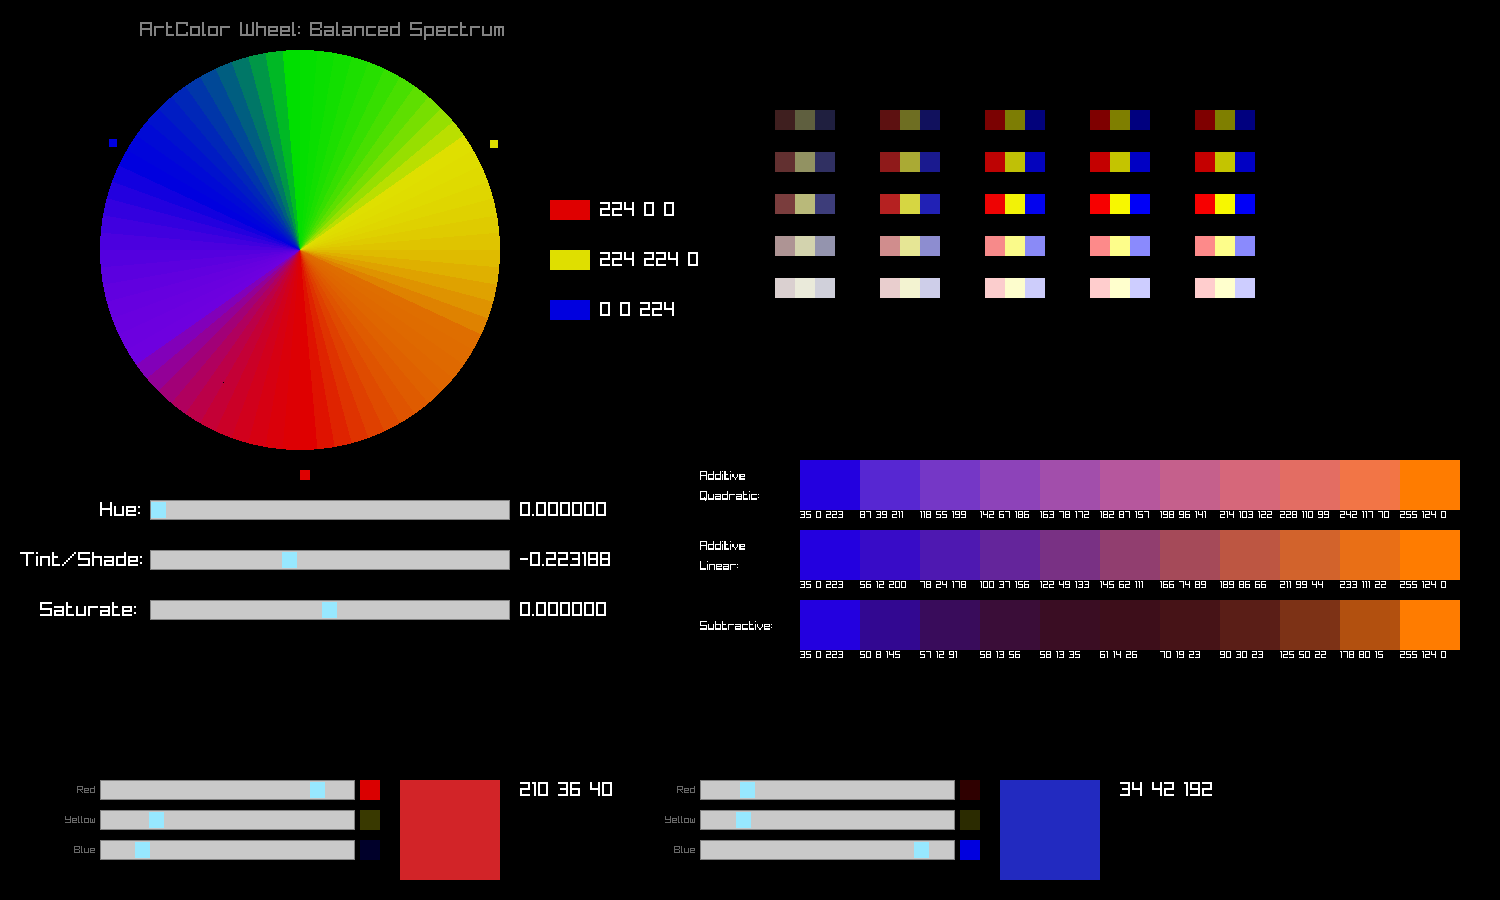 ArtColor Wheel: Balanced Spectrum
224 0 0
224 224 0
0 0 224
Hue: 0.000000
Tint/Shade: -0.223188
Saturate: 0.000000
Additive
Quadratic:
35 0 223 87 39 211 118 55 199 142 67 186 163 78 172 182 87 157 198 96 141 214 103 122 228 110 99 242 117 70 255 124 0
Additive
Linear:
35 0 223 56 12 200 78 24 178 100 37 156 122 49 133 145 62 111 166 74 89 189 86 66 211 99 44 233 111 22 255 124 0
Subtractive:
35 0 223 50 8 145 57 12 91 58 13 56 58 13 35 61 14 26 70 19 23 90 30 23 125 50 22 178 80 15 255 124 0
Red
Yellow
Blue
210 36 40
Red
Yellow
Blue
34 42 192